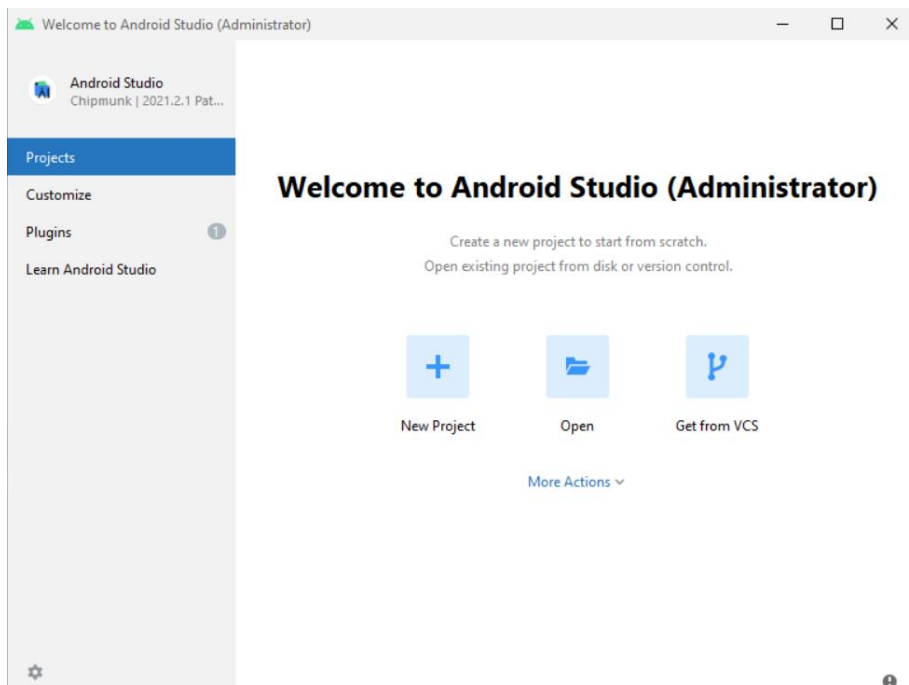 Welcome to Android Studio (Administrator)
Android Studio
Chipmunk | 2021.2.1 Pat...
Projects
Customize
Plugins
1
Learn Android Studio
Welcome to Android Studio (Administrator)
Create a new project to start from scratch.
Open existing project from disk or version control.
New Project
Open
Get from VCS
More Actions